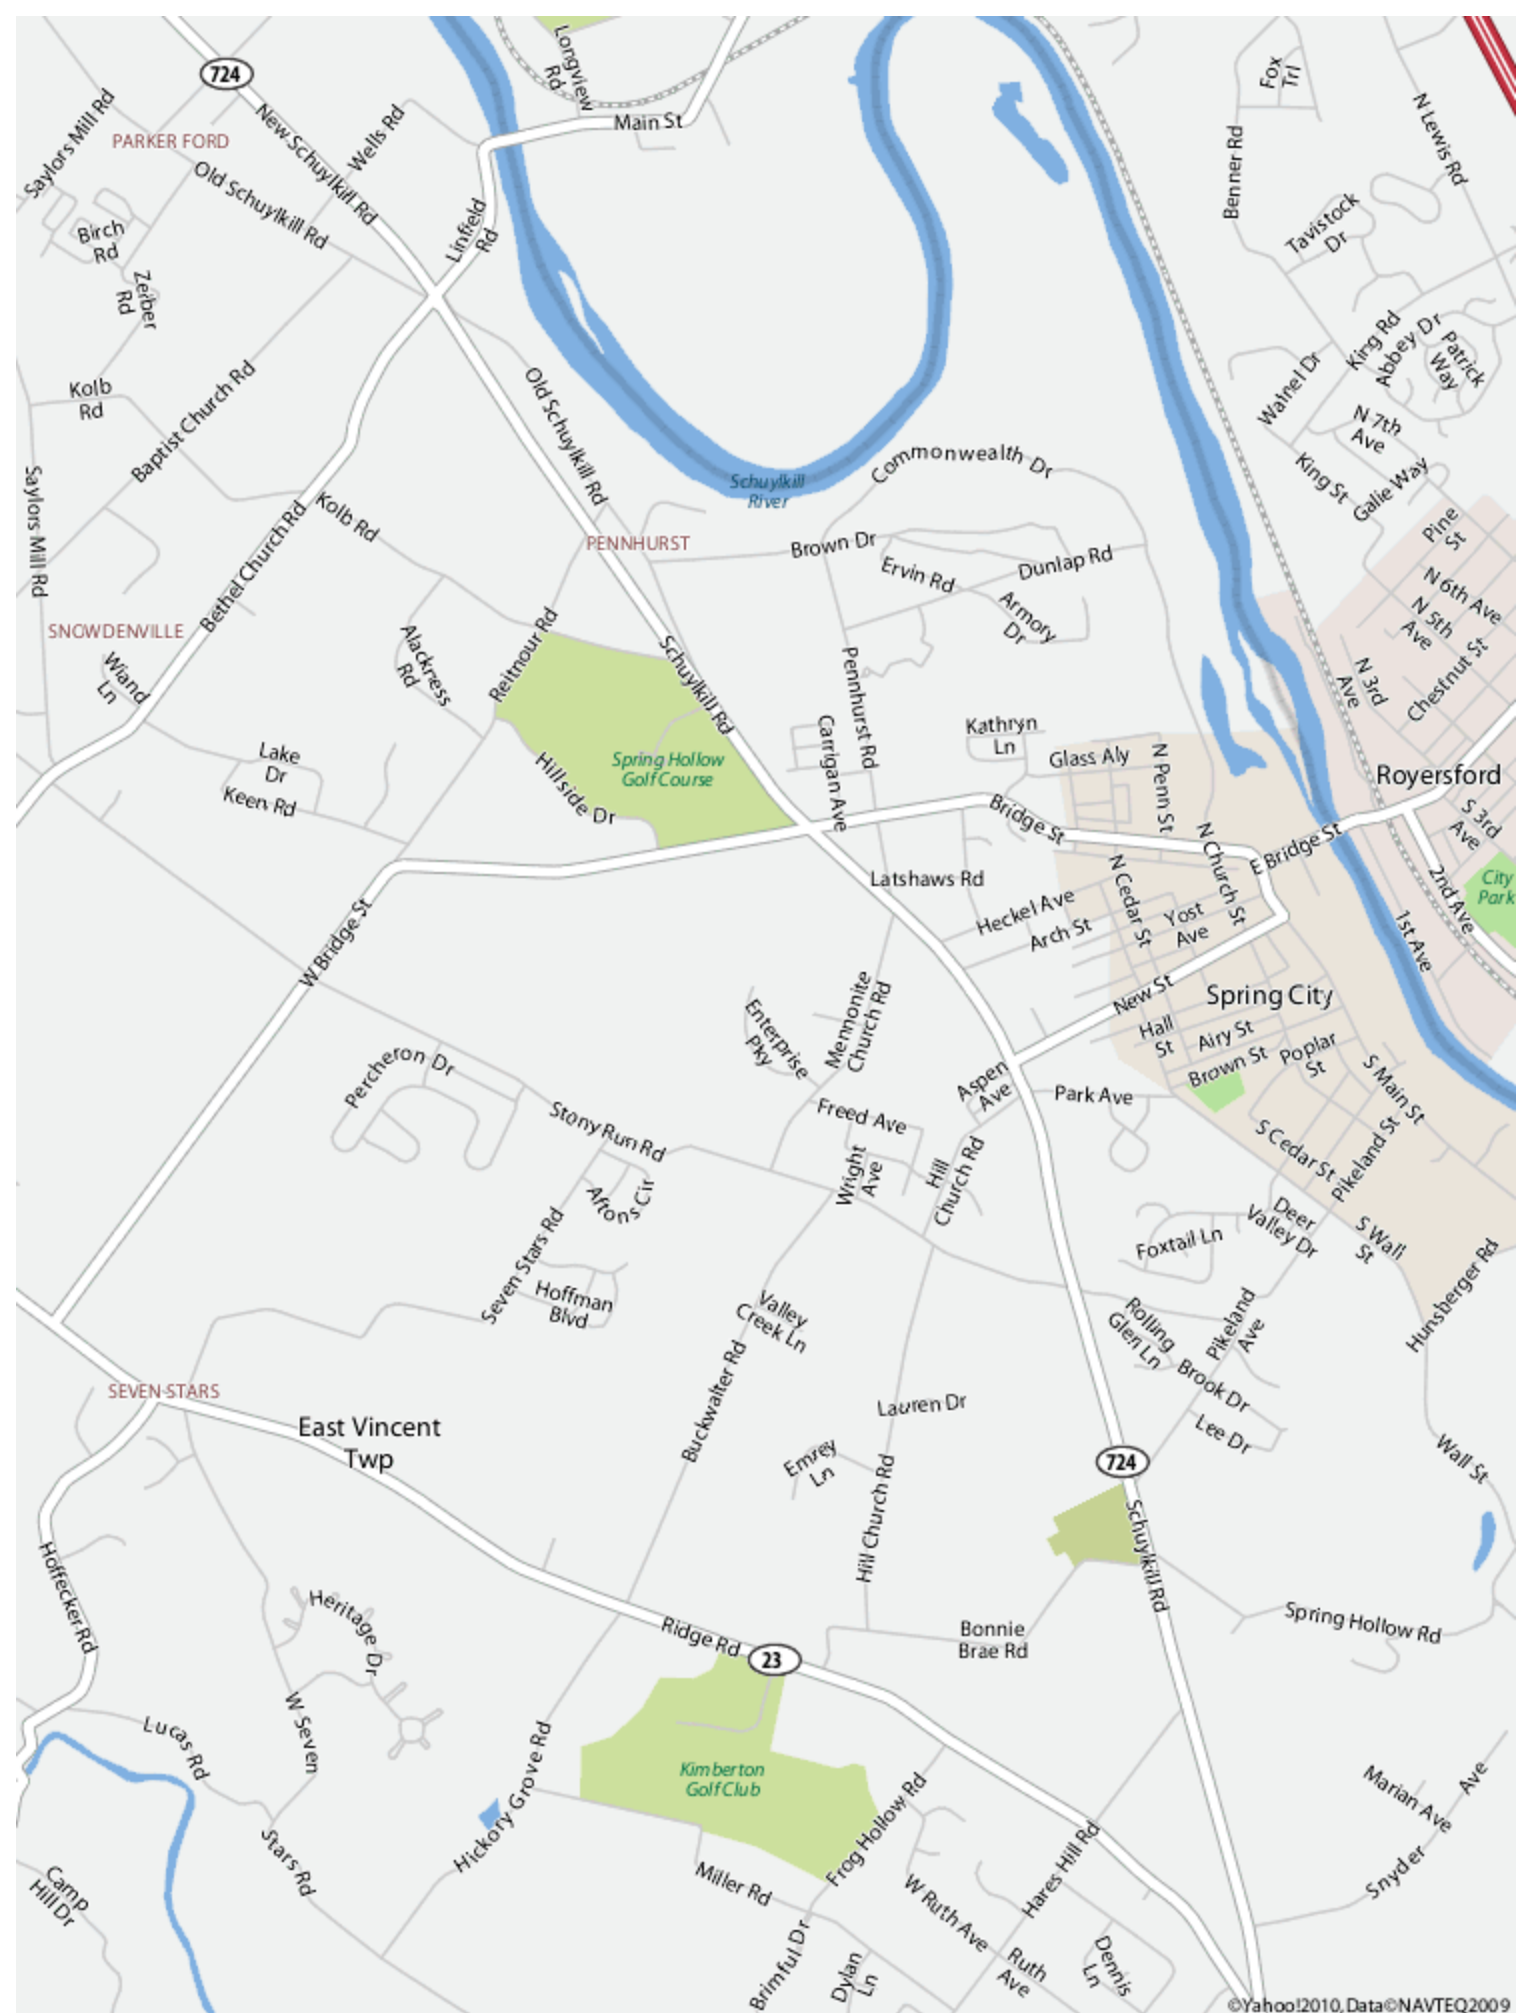 Longview
Rd
Fox
Trl
724
New Schuylkill Rd
Main St
Saylors Mill Rd
PARKER FORD
Wells Rd
N Lewis Rd
Benner Rd
Old Schuylkill Rd
Birch
Rd
Linfield
Rd
Tavistock
Dr
Zeiber
Rd
King Rd
Abbey Dr
Patrick
Way
Kolb
Rd
Walnel Dr
Baptist Church Rd
Old Schuylkill Rd
N 7th
Ave
Commonwealth Dr
King St
Galie Way
Schuylkill
River
Saylors Mill Rd
Kolb Rd
Pine
St
PENNHURST
Brown Dr
Ervin Rd
Dunlap Rd
Bethel Church Rd
N 6th Ave
N 5th
Ave
Armory
Dr
SNOWDENVILLE
Reitnour Rd
Alackness
Rd
Wiand
Ln
Schuylkill Rd
Pennhurst Rd
Chestnut St
N 3rd
Ave
Kathryn
Ln
Lake
Dr
Spring Hollow
Golf Course
Carrigan Ave
Glass Aly
N Penn St
Royersford
Keen Rd
Hillside Dr
Bridge St
S 3rd
Ave
N Church St
E Bridge St
Latshaws Rd
N Cedar St
City
Park
2nd Ave
Heckel Ave
Arch St
Yost
Ave
W Bridge St
1st Ave
New St
Spring City
Mennonite
Church Rd
Enterprise
Pky
Hall
St
Airy St
Brown St
Poplar
St
Percheron Dr
Aspen
Ave
Park Ave
S Main St
Stony Run Rd
Freed Ave
S Cedar St
Pikeland St
Wright
Ave
Hill
Church Rd
Aftons Cir
Seven Stars Rd
Deer
Valley Dr
Foxtail Ln
S Wall
St
Hoffman
Blvd
Hunsberger Rd
Valley
Creek Ln
Rolling
Glen Ln
Pikeland
Ave
SEVEN STARS
Buckwalter Rd
Brook Dr
East Vincent
Twp
Lauren Dr
Lee Dr
Emrey
Ln
724
Wall St
Hill Church Rd
Schuylkill Rd
Hoffecker Rd
Heritage Dr
Ridge Rd
23
Bonnie
Brae Rd
Spring Hollow Rd
W Seven
Lucas Rd
Stars Rd
Hickory Grove Rd
Kimberton
Golf Club
Frog Hollow Rd
Marian Ave
Snyder Ave
Hares Hill Rd
Camp
Hill Dr
Miller Rd
W Ruth Ave
Ruth
Ave
Dennis
Ln
Brimful Dr
Dylan
Ln
©Yahoo!2010, Data©NAVTEQ2009